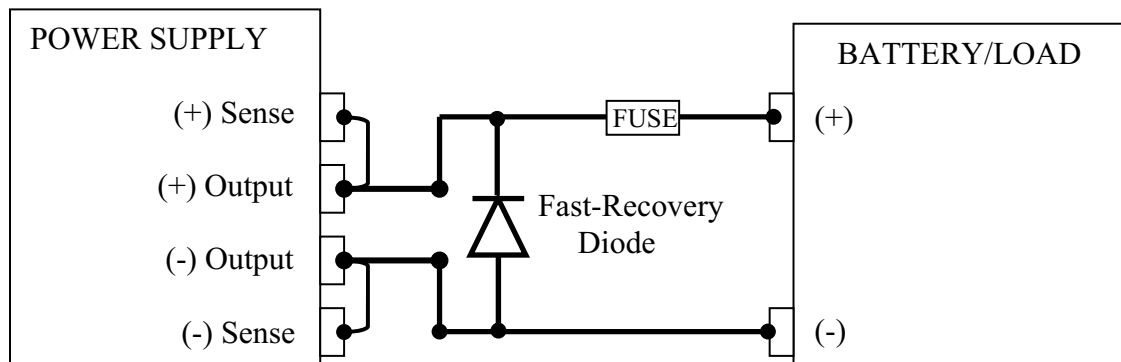 POWER SUPPLY
BATTERY/LOAD
(+) Sense
FUSE
(+)
(+) Output
Fast-Recovery
Diode
(-) Output
(-) Sense
(-)